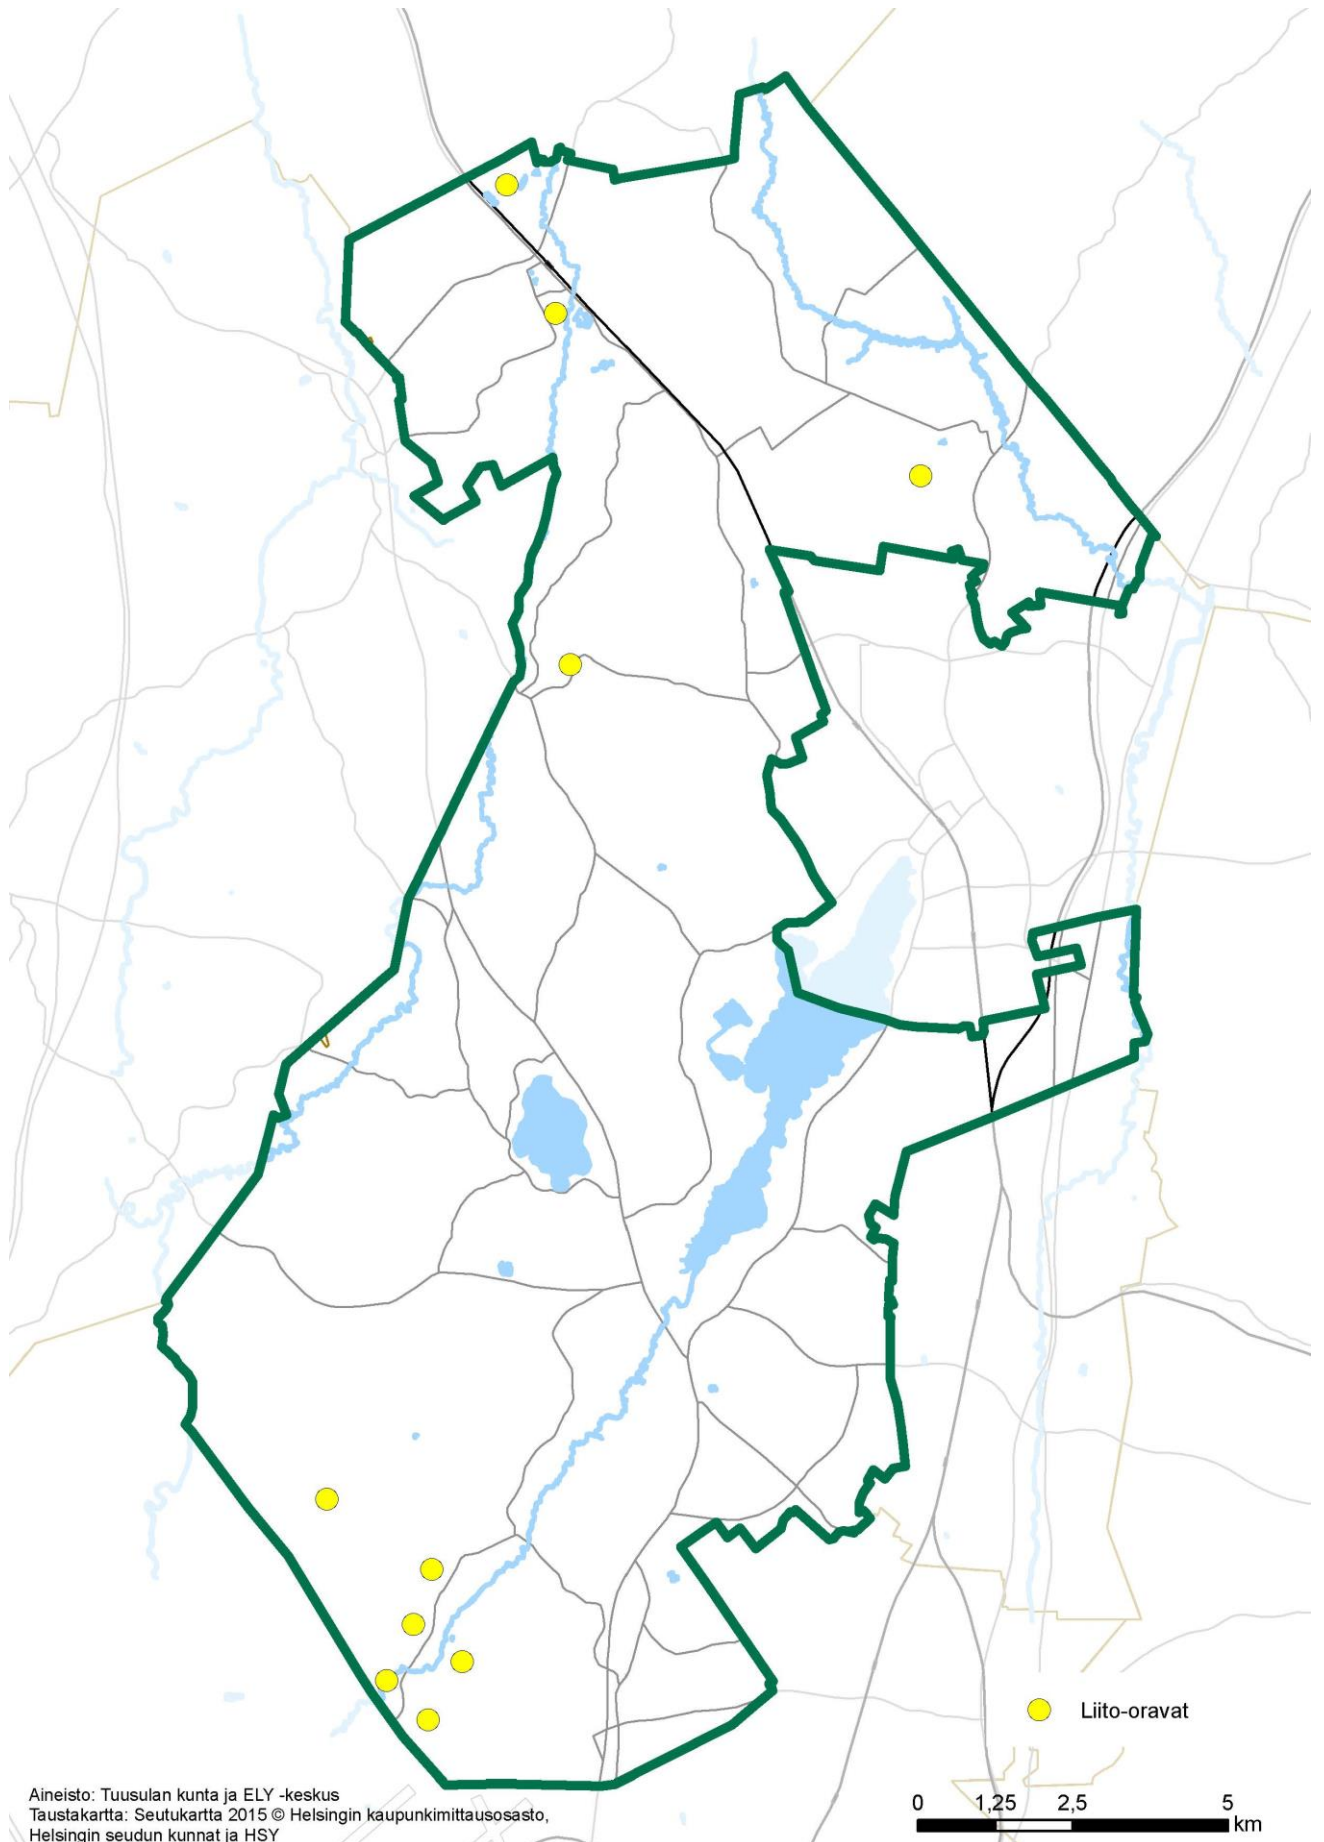 Liito-oravat
Aineisto: Tuusulan kunta ja ELY -keskus
Taustakartta: Seutukartta 2015 © Helsingin kaupunkimittausosasto,
Helsingin seudun kunnat ja HSY
0 1,25 2,5 5
km